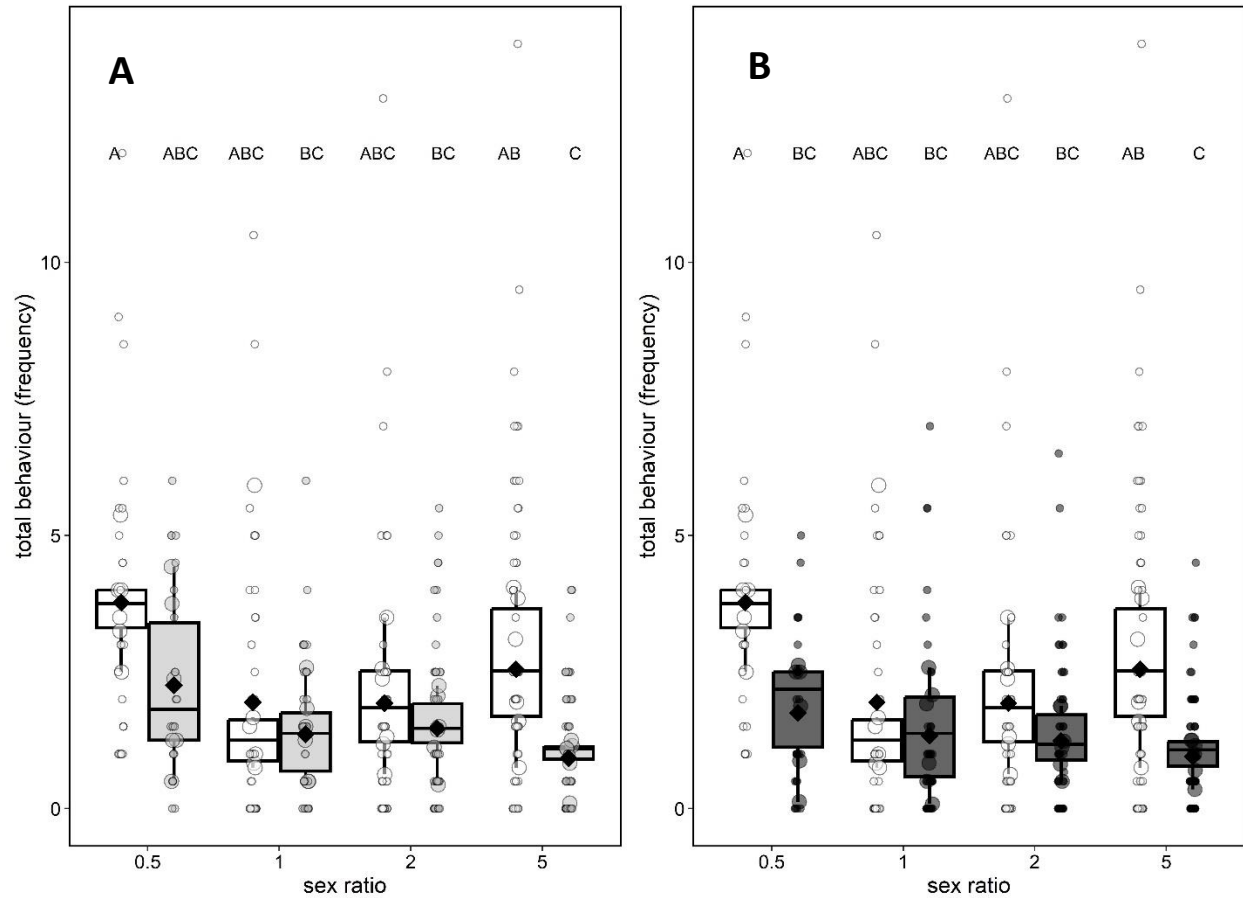 A
A ABC ABC BC ABC BC AB C
10
5
0
total behaviour (frequency)
0.5 1 2 5
sex ratio
B
A BC ABC BC ABC BC AB C
10
5
0
total behaviour (frequency)
0.5 1 2 5
sex ratio